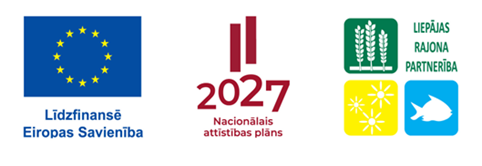 Līdzfinansē
Eiropas Savienība
2027
Nacionālais
attīstības plāns
LIEPĀJAS
RAJONA
PARTNERĪBA